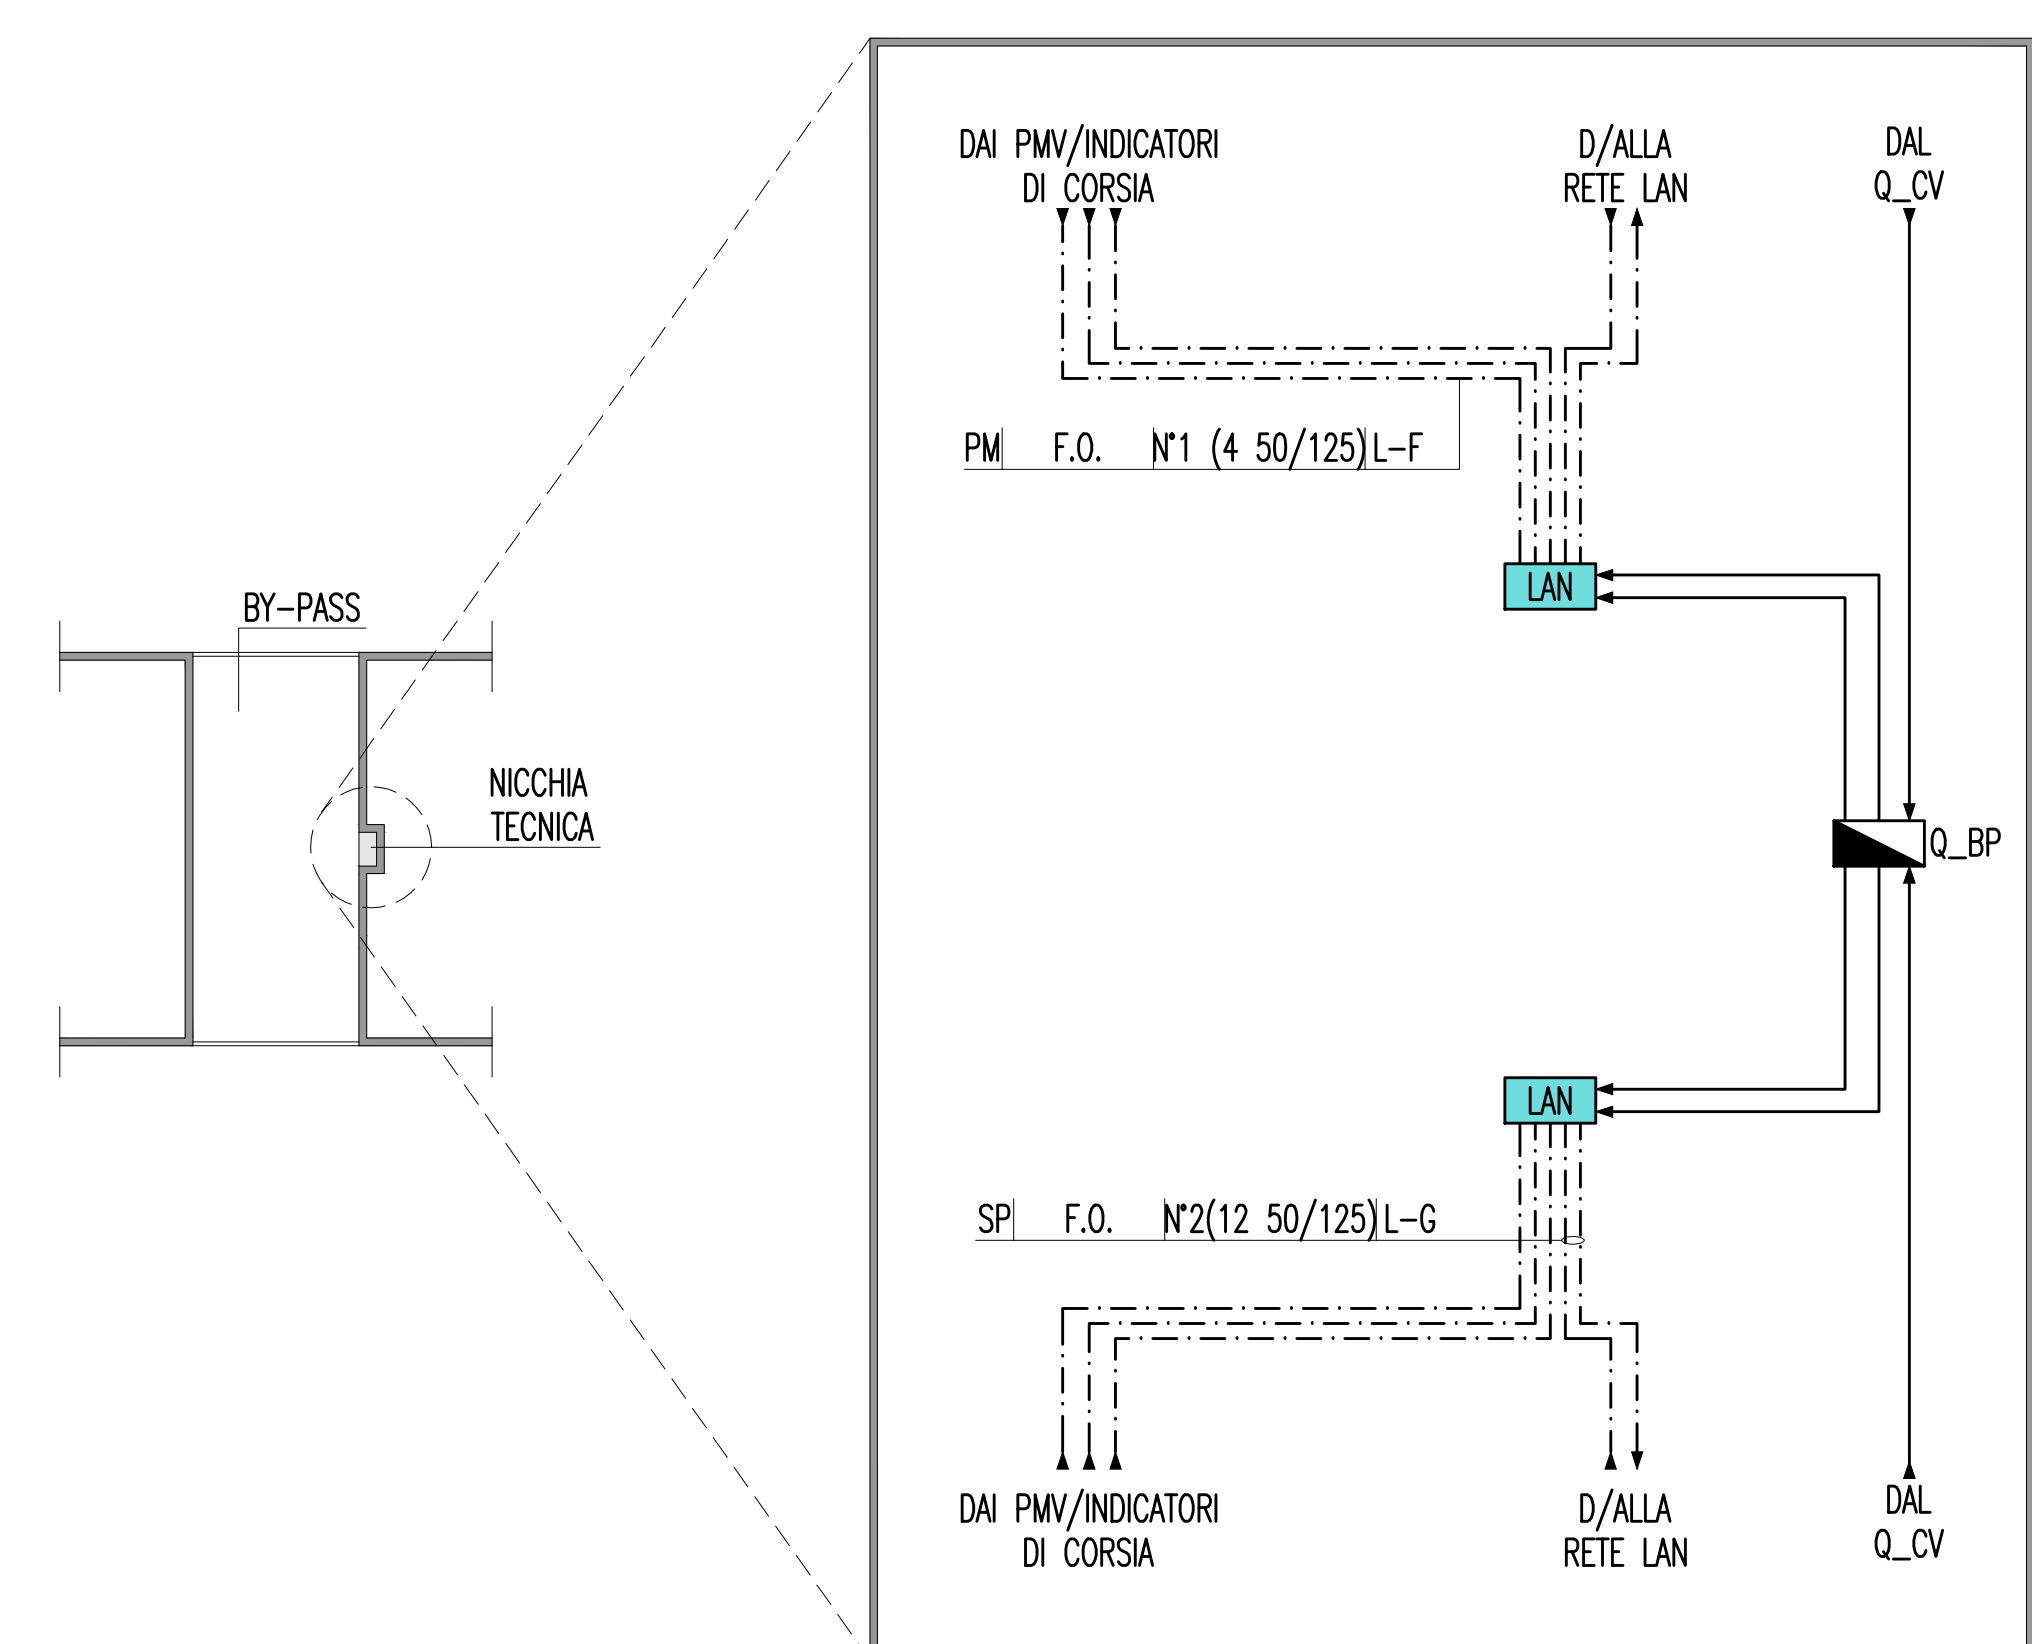 DAI PMV/INDICATORI
DI CORSIA
D/ALLA
RETE LAN
DAL
Q_CV
PM F.O. N°1 (4 50/125) L-F
LAN
BY-PASS
NICCHIA
TECNICA
Q_BP
LAN
SP F.O. N°2(12 50/125) L-G
DAI PMV/INDICATORI
DI CORSIA
D/ALLA
RETE LAN
DAL
Q_CV